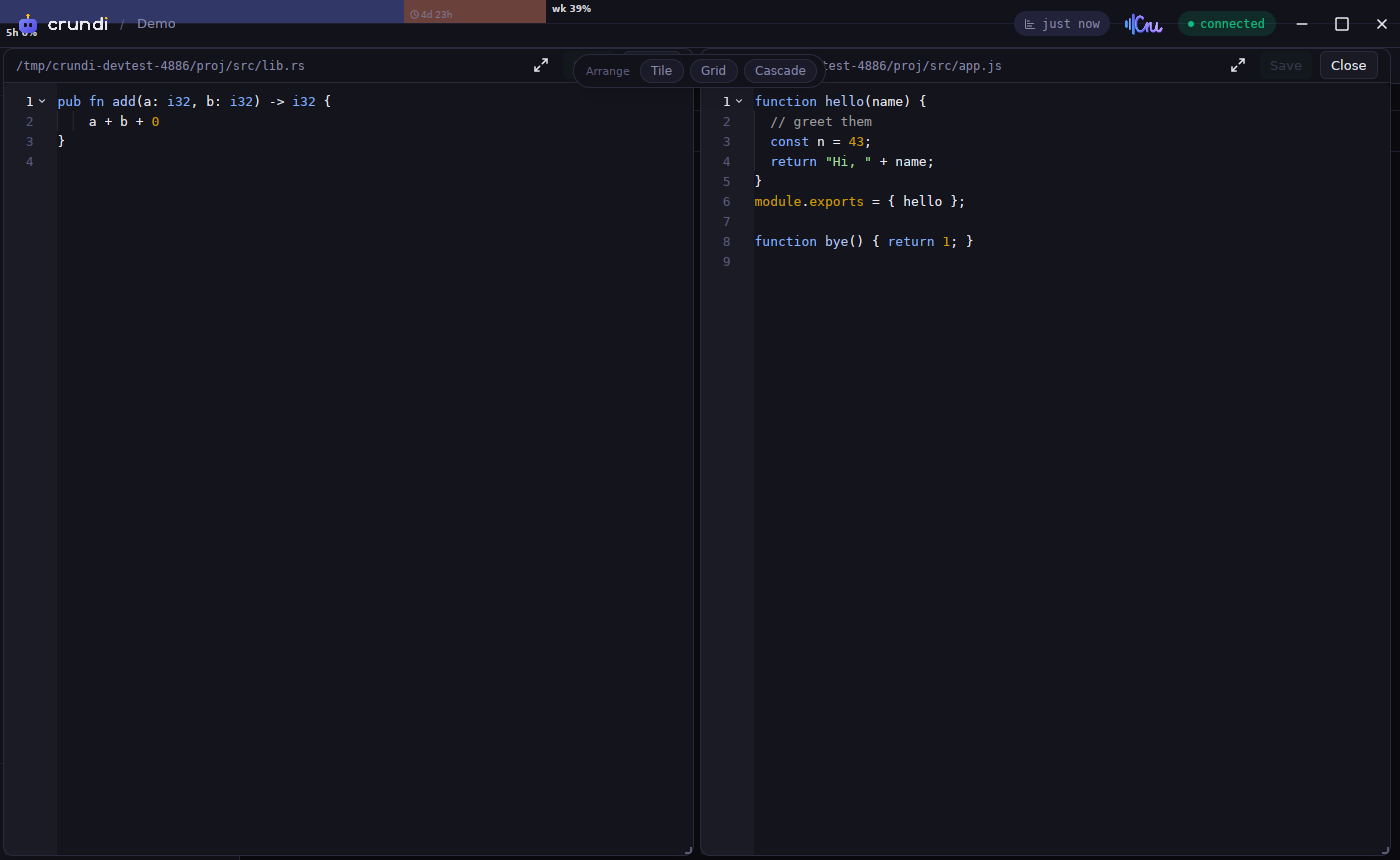 4d 23h
wk 39%
5h
crundi / Demo
just now
Cru
connected
/tmp/crundi-devtest-4886/proj/src/lib.rs
Arrange
Tile
Grid
Cascade
test-4886/proj/src/app.js
Save
Close
1 pub fn add(a: i32, b: i32) -> i32 {
2     a + b + 0
3 }
4
1 function hello(name) {
2   // greet them
3   const n = 43;
4   return "Hi, " + name;
5 }
6 module.exports = { hello };
7
8 function bye() { return 1; }
9